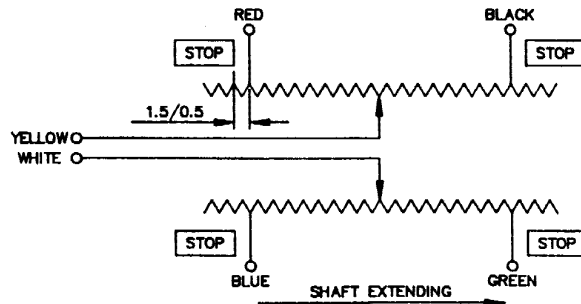 RED
BLACK
STOP
STOP
1.5/0.5
YELLOW
WHITE
STOP
STOP
BLUE
GREEN
SHAFT EXTENDING